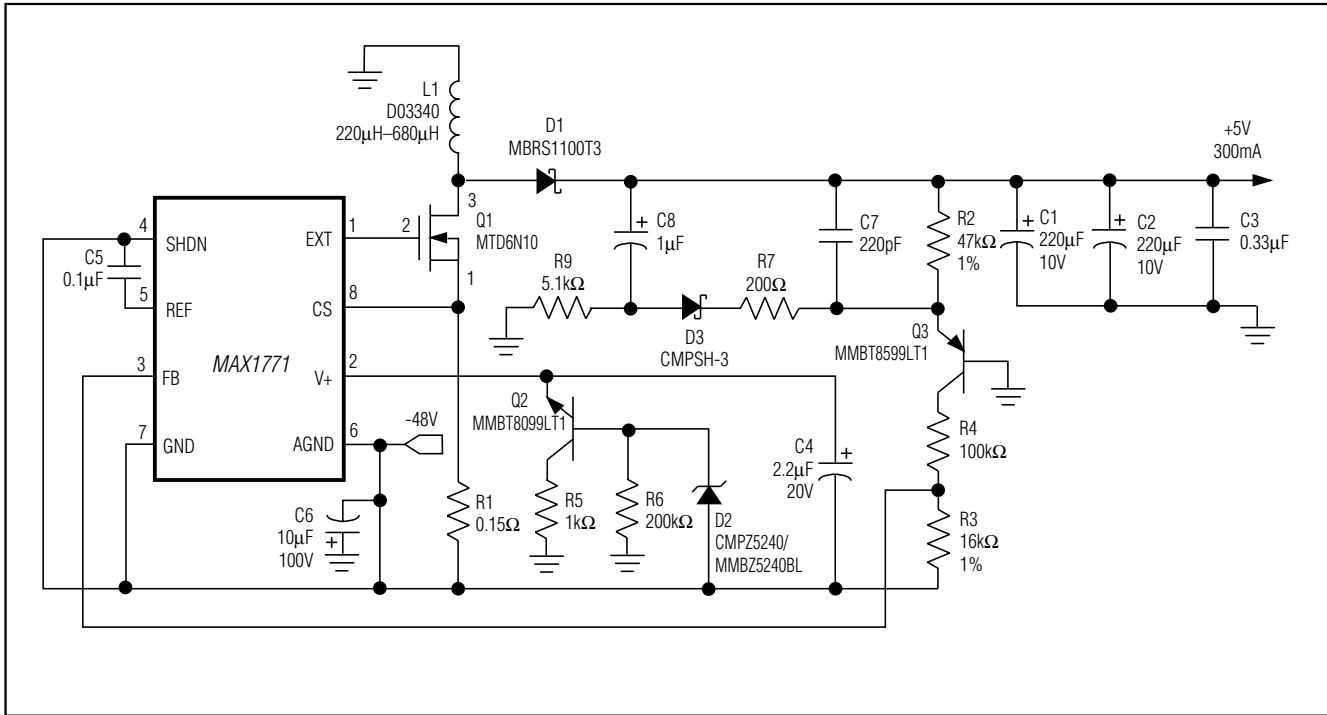 L1
D03340
220µH–680µH
D1
MBRS1100T3
+5V
300mA
3
Q1
MTD6N10
2
1
4
SHDN
EXT
1
C5
0.1µF
5
REF
CS
8
MAX1771
3
FB
V+
2
7
GND
AGND
6
-48V
C6
10µF
100V
+
R1
0.15Ω
C8
1µF
+
R9
5.1kΩ
D3
CMPSH-3
R7
200Ω
C7
220pF
R2
47kΩ
1%
+
C1
220µF
10V
+
C2
220µF
10V
C3
0.33µF
Q3
MMBT8599LT1
Q2
MMBT8099LT1
R5
1kΩ
R6
200kΩ
D2
CMPZ5240/
MMBZ5240BL
C4
2.2µF
20V
+
R4
100kΩ
R3
16kΩ
1%